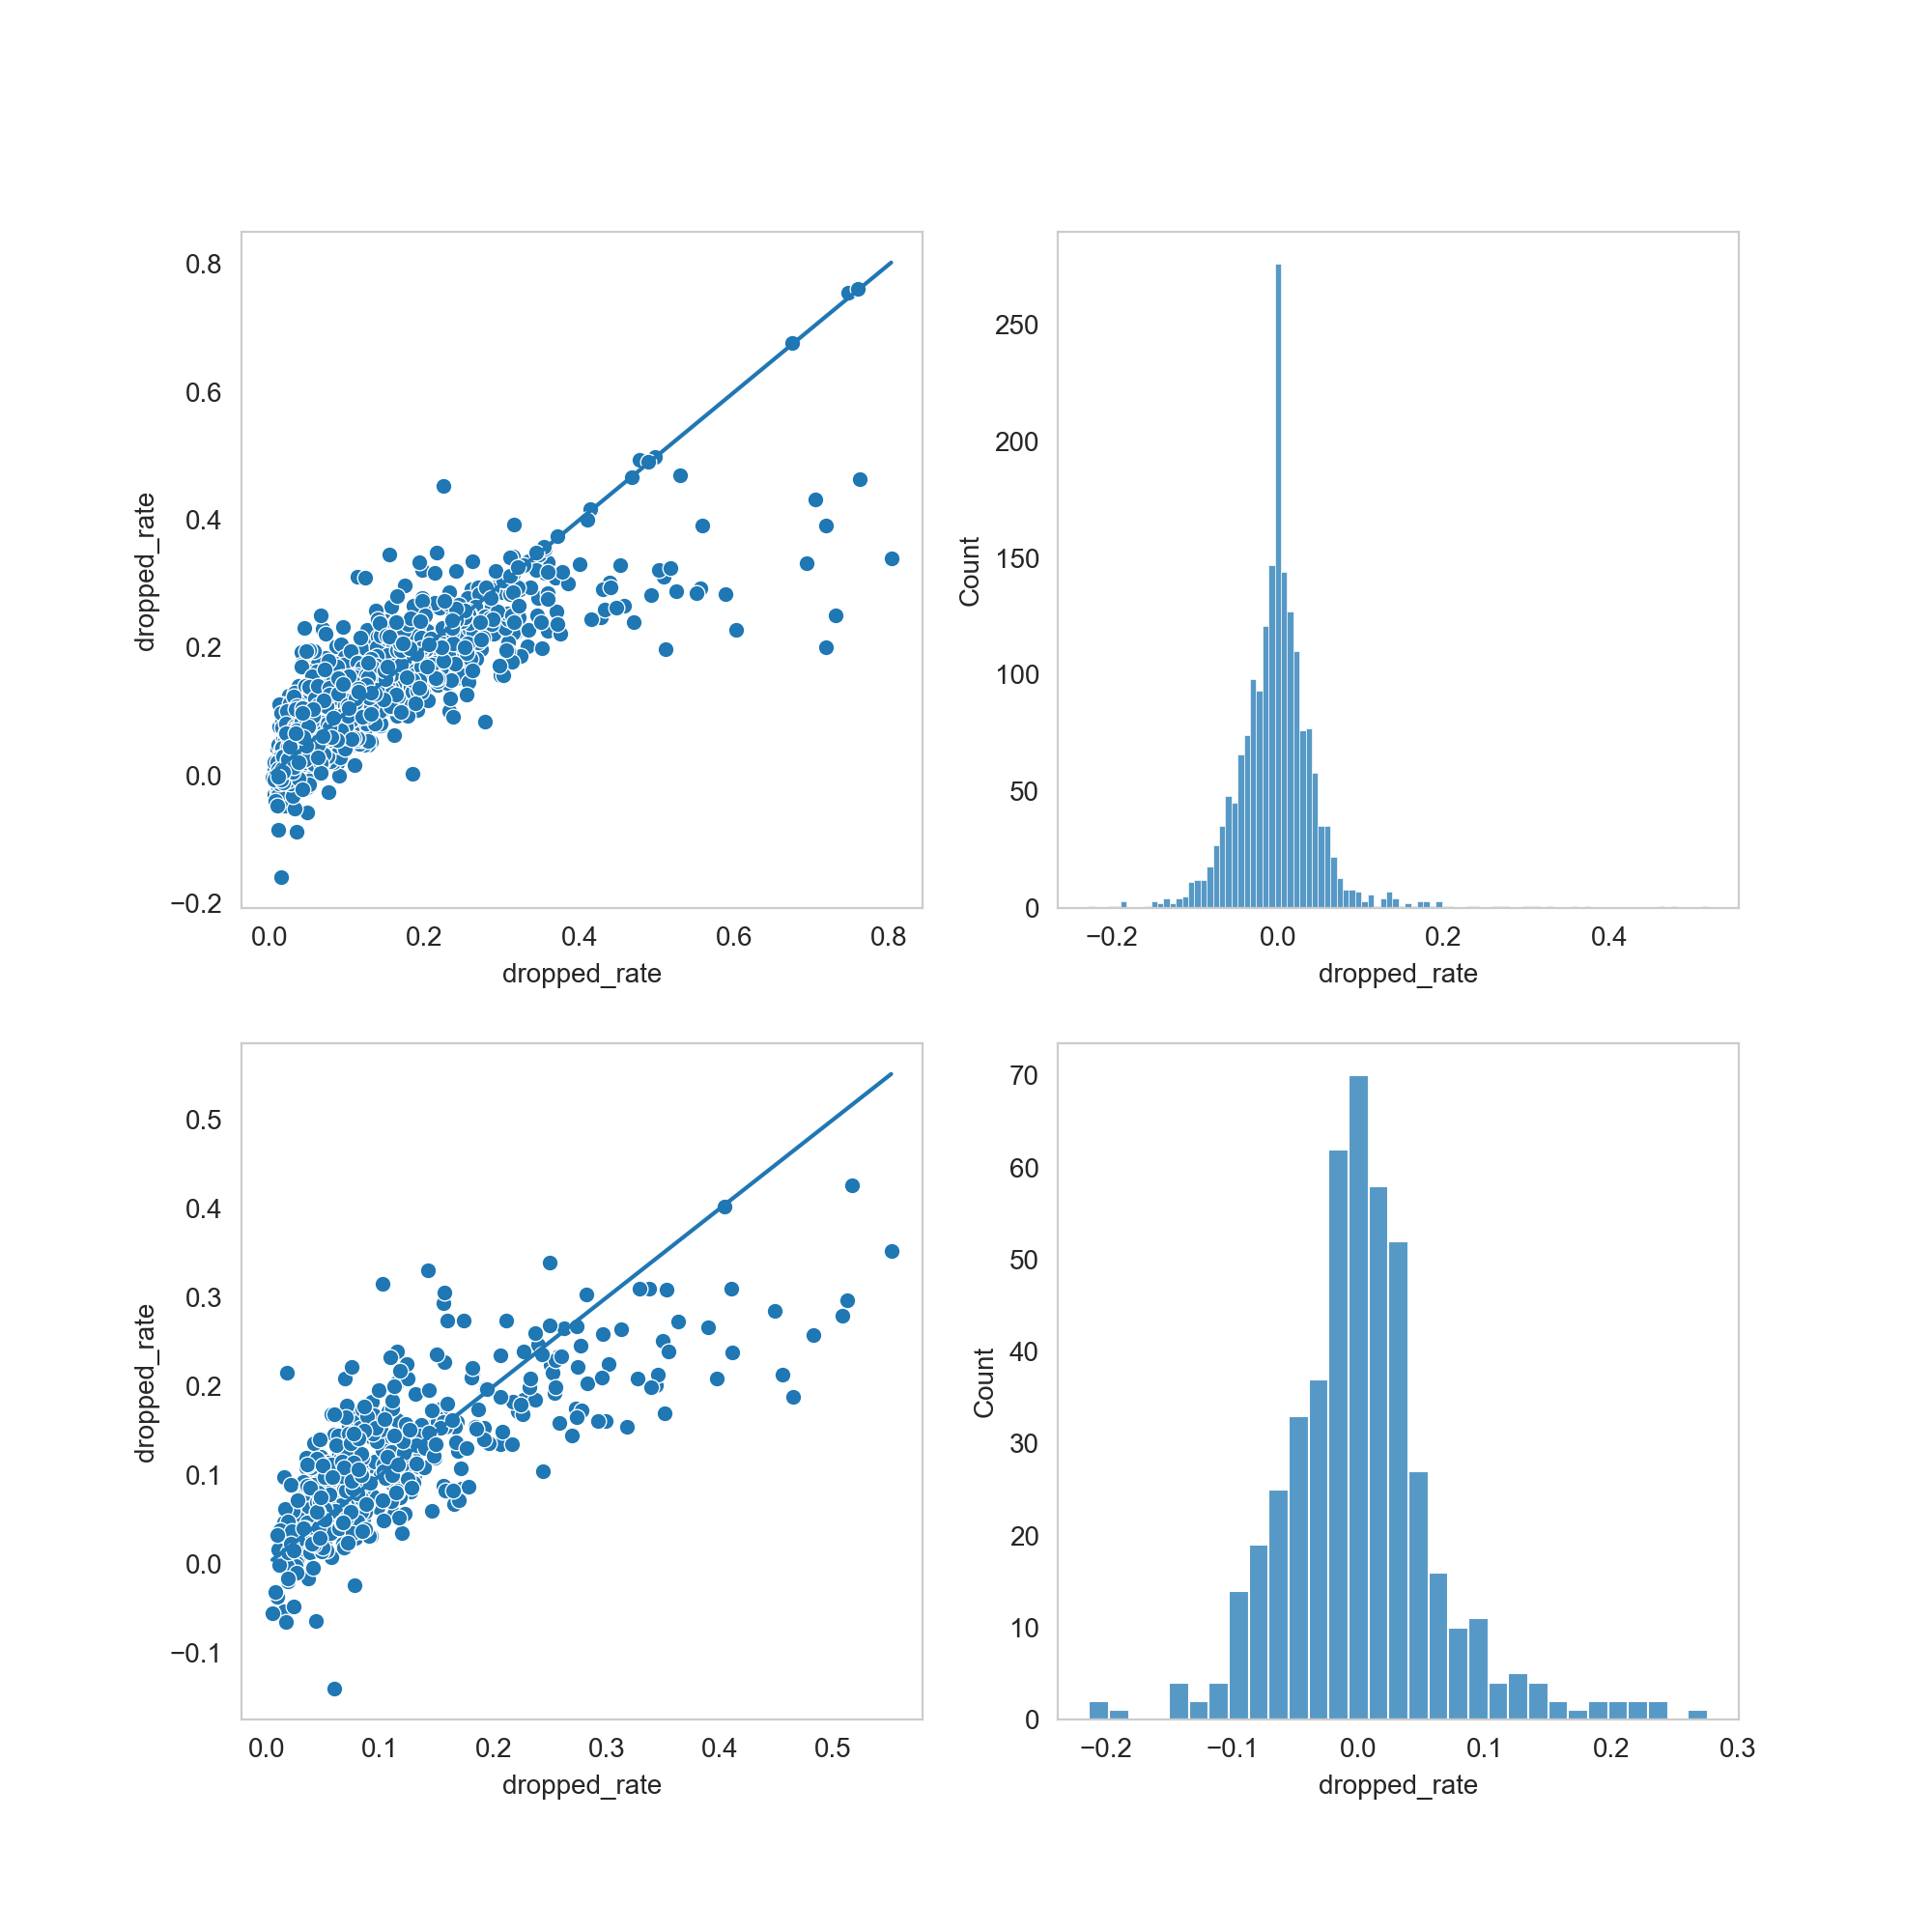 dropped_rate
0.8
0.6
0.4
0.2
0.0
−0.2
0.0 0.2 0.4 0.6 0.8
dropped_rate
Count
250
200
150
100
50
0
−0.2 0.0 0.2 0.4
dropped_rate
dropped_rate
0.5
0.4
0.3
0.2
0.1
0.0
−0.1
0.0 0.1 0.2 0.3 0.4 0.5
dropped_rate
Count
70
60
50
40
30
20
10
0
−0.2 −0.1 0.0 0.1 0.2 0.3
dropped_rate